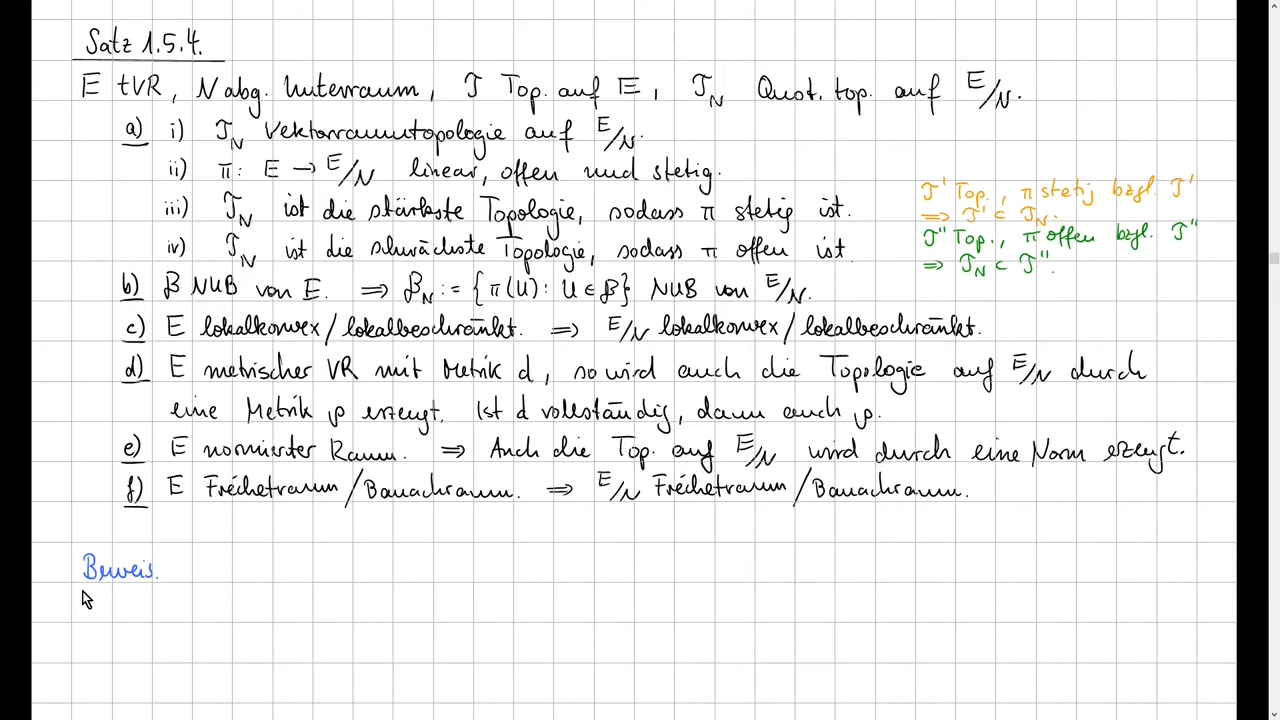 Satz 1.5.4.
E tVR, N abg. Unterraum, 𝒯 Top. auf E, 𝒯_N Quot.top. auf E/N.
a) i) 𝒯_N Vektorraumtopologie auf E/N.
ii) π: E → E/N linear, offen und stetig.
iii) 𝒯_N ist die stärkste Topologie, sodass π stetig ist.
iv) 𝒯_N ist die schwächste Topologie, sodass π offen ist.
𝒯' Top., π stetij bzgl. 𝒯'
⇒ 𝒯' ⊂ 𝒯_N.
𝒯'' Top., π offen bzgl. 𝒯''
⇒ 𝒯_N ⊂ 𝒯''.
b) ℬ NUB von E. ⇒ ℬ_N := {π(U) : U ∈ ℬ} NUB von E/N.
c) E lokalkonvex/lokalbeschränkt. ⇒ E/N lokalkonvex/lokalbeschränkt.
d) E metrischer VR mit Metrik d, so wird auch die Topologie auf E/N durch
eine Metrik ρ erzeugt. Ist d vollständig, dann auch ρ.
e) E normierter Raum. ⇒ Auch die Top. auf E/N wird durch eine Norm erzeugt.
f) E Fréchetraum/Banachraum. ⇒ E/N Fréchetraum/Banachraum.
Beweis.